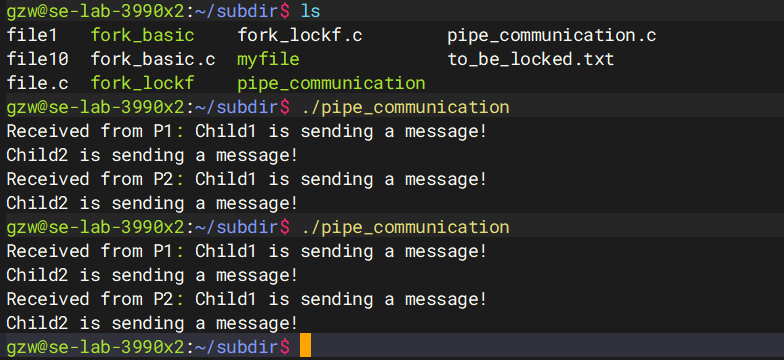 gzw@se-lab-3990x2:~/subdir$ ls
file1   fork_basic    fork_lockf.c        pipe_communication.c
file10  fork_basic.c  myfile              to_be_locked.txt
file.c  fork_lockf    pipe_communication
gzw@se-lab-3990x2:~/subdir$ ./pipe_communication
Received from P1: Child1 is sending a message!
Child2 is sending a message!
Received from P2: Child1 is sending a message!
Child2 is sending a message!
gzw@se-lab-3990x2:~/subdir$ ./pipe_communication
Received from P1: Child1 is sending a message!
Child2 is sending a message!
Received from P2: Child1 is sending a message!
Child2 is sending a message!
gzw@se-lab-3990x2:~/subdir$